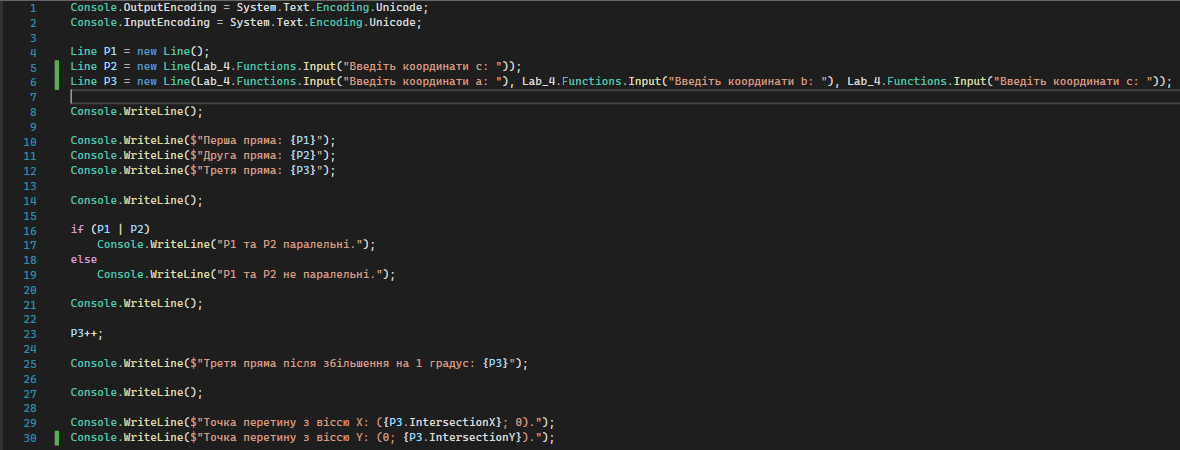 1 Console.OutputEncoding = System.Text.Encoding.Unicode;
2 Console.InputEncoding = System.Text.Encoding.Unicode;
3
4 Line P1 = new Line();
5 Line P2 = new Line(Lab_4.Functions.Input("Введіть координати c: "));
6 Line P3 = new Line(Lab_4.Functions.Input("Введіть координати a: "), Lab_4.Functions.Input("Введіть координати b: "), Lab_4.Functions.Input("Введіть координати c: "));
7
8 Console.WriteLine();
9
10 Console.WriteLine($"Перша пряма: {P1}");
11 Console.WriteLine($"Друга пряма: {P2}");
12 Console.WriteLine($"Третя пряма: {P3}");
13
14 Console.WriteLine();
15
16 if (P1 | P2)
17 Console.WriteLine("P1 та P2 паралельні.");
18 else
19 Console.WriteLine("P1 та P2 не паралельні.");
20
21 Console.WriteLine();
22
23 P3++;
24
25 Console.WriteLine($"Третя пряма після збільшення на 1 градус: {P3}");
26
27 Console.WriteLine();
28
29 Console.WriteLine($"Точка перетину з віссю X: ({P3.IntersectionX}; 0).");
30 Console.WriteLine($"Точка перетину з віссю Y: (0; {P3.IntersectionY}).");